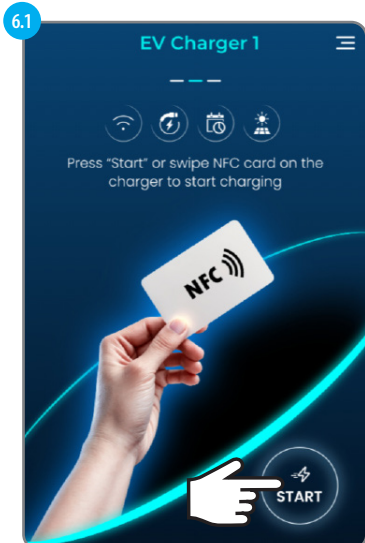 6.1
EV Charger 1
Press “Start” or swipe NFC card on the
charger to start charging
NFC
START